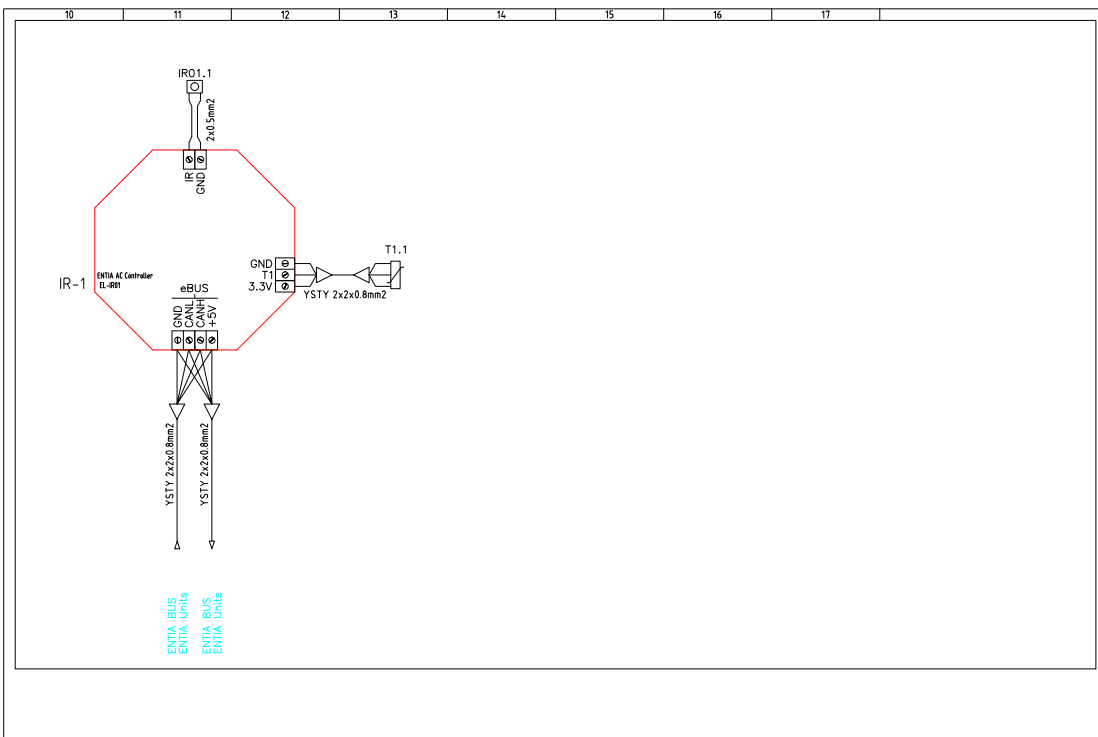 10 11 12 13 14 15 16 17
IR01.1
2x0.5mm2
IR
GND
T1.1
GND
T1
3.3V
YSTY 2x2x0.8mm2
IR-1
ENTIA AC Controller
EL-IR01
eBUS
GND
CANL
CANH
+5V
YSTY 2x2x0.8mm2
YSTY 2x2x0.8mm2
ENTIA BUS
ENTIA Units
ENTIA BUS
ENTIA Units